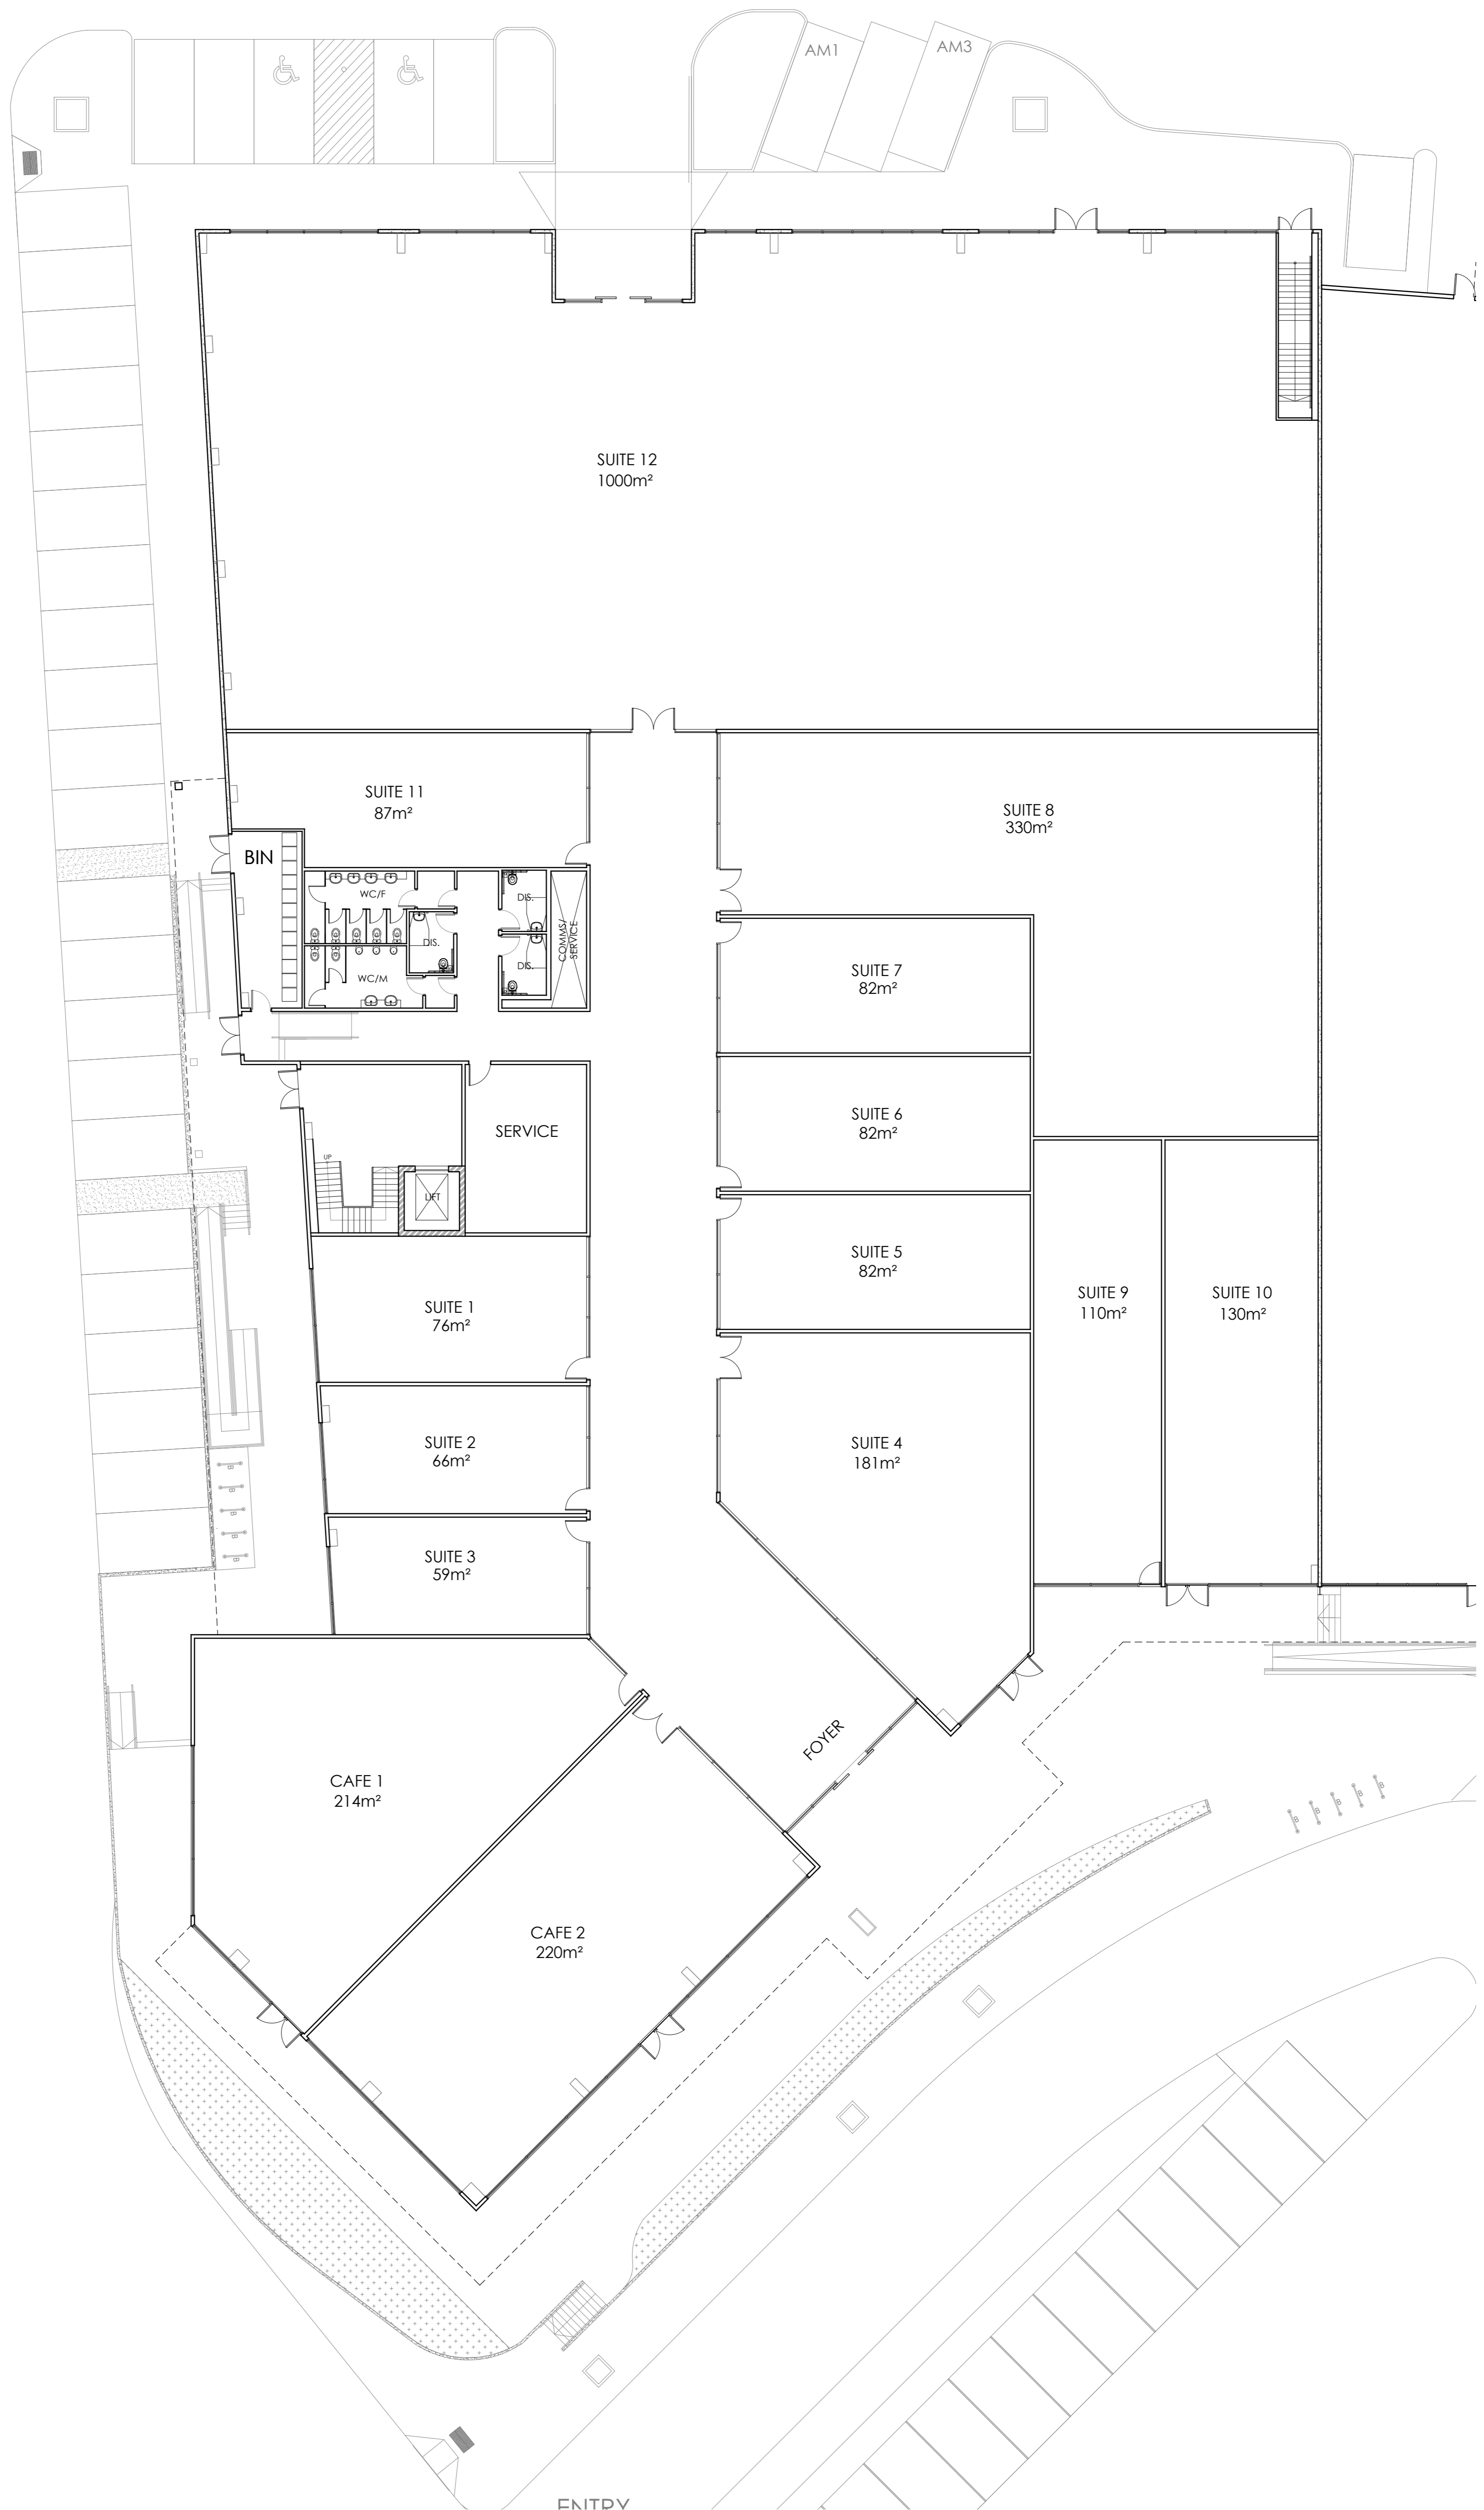 AM1
AM3
SUITE 12
1000m²
SUITE 11
87m²
SUITE 8
330m²
BIN
WC/F
DIS.
COMMS/
SERVICE
DIS.
WC/M
DIS.
SUITE 7
82m²
SUITE 6
82m²
SERVICE
UP
LIFT
SUITE 5
82m²
SUITE 9
110m²
SUITE 10
130m²
SUITE 1
76m²
SUITE 2
66m²
SUITE 4
181m²
SUITE 3
59m²
FOYER
CAFE 1
214m²
CAFE 2
220m²
ENTRY